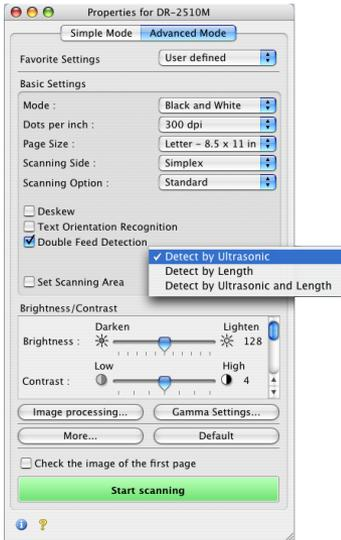 Properties for DR-2510M
Simple Mode Advanced Mode
Favorite Settings User defined
Basic Settings
Mode : Black and White
Dots per inch : 300 dpi
Page Size : Letter - 8.5 x 11 in
Scanning Side : Simplex
Scanning Option : Standard
Deskew
Text Orientation Recognition
Double Feed Detection
✓ Detect by Ultrasonic
Detect by Length
Detect by Ultrasonic and Length
Set Scanning Area
Brightness/Contrast
Darken Lighten
Brightness : 128
Low High
Contrast : 4
Image processing... Gamma Settings...
More... Default
Check the image of the first page
Start scanning